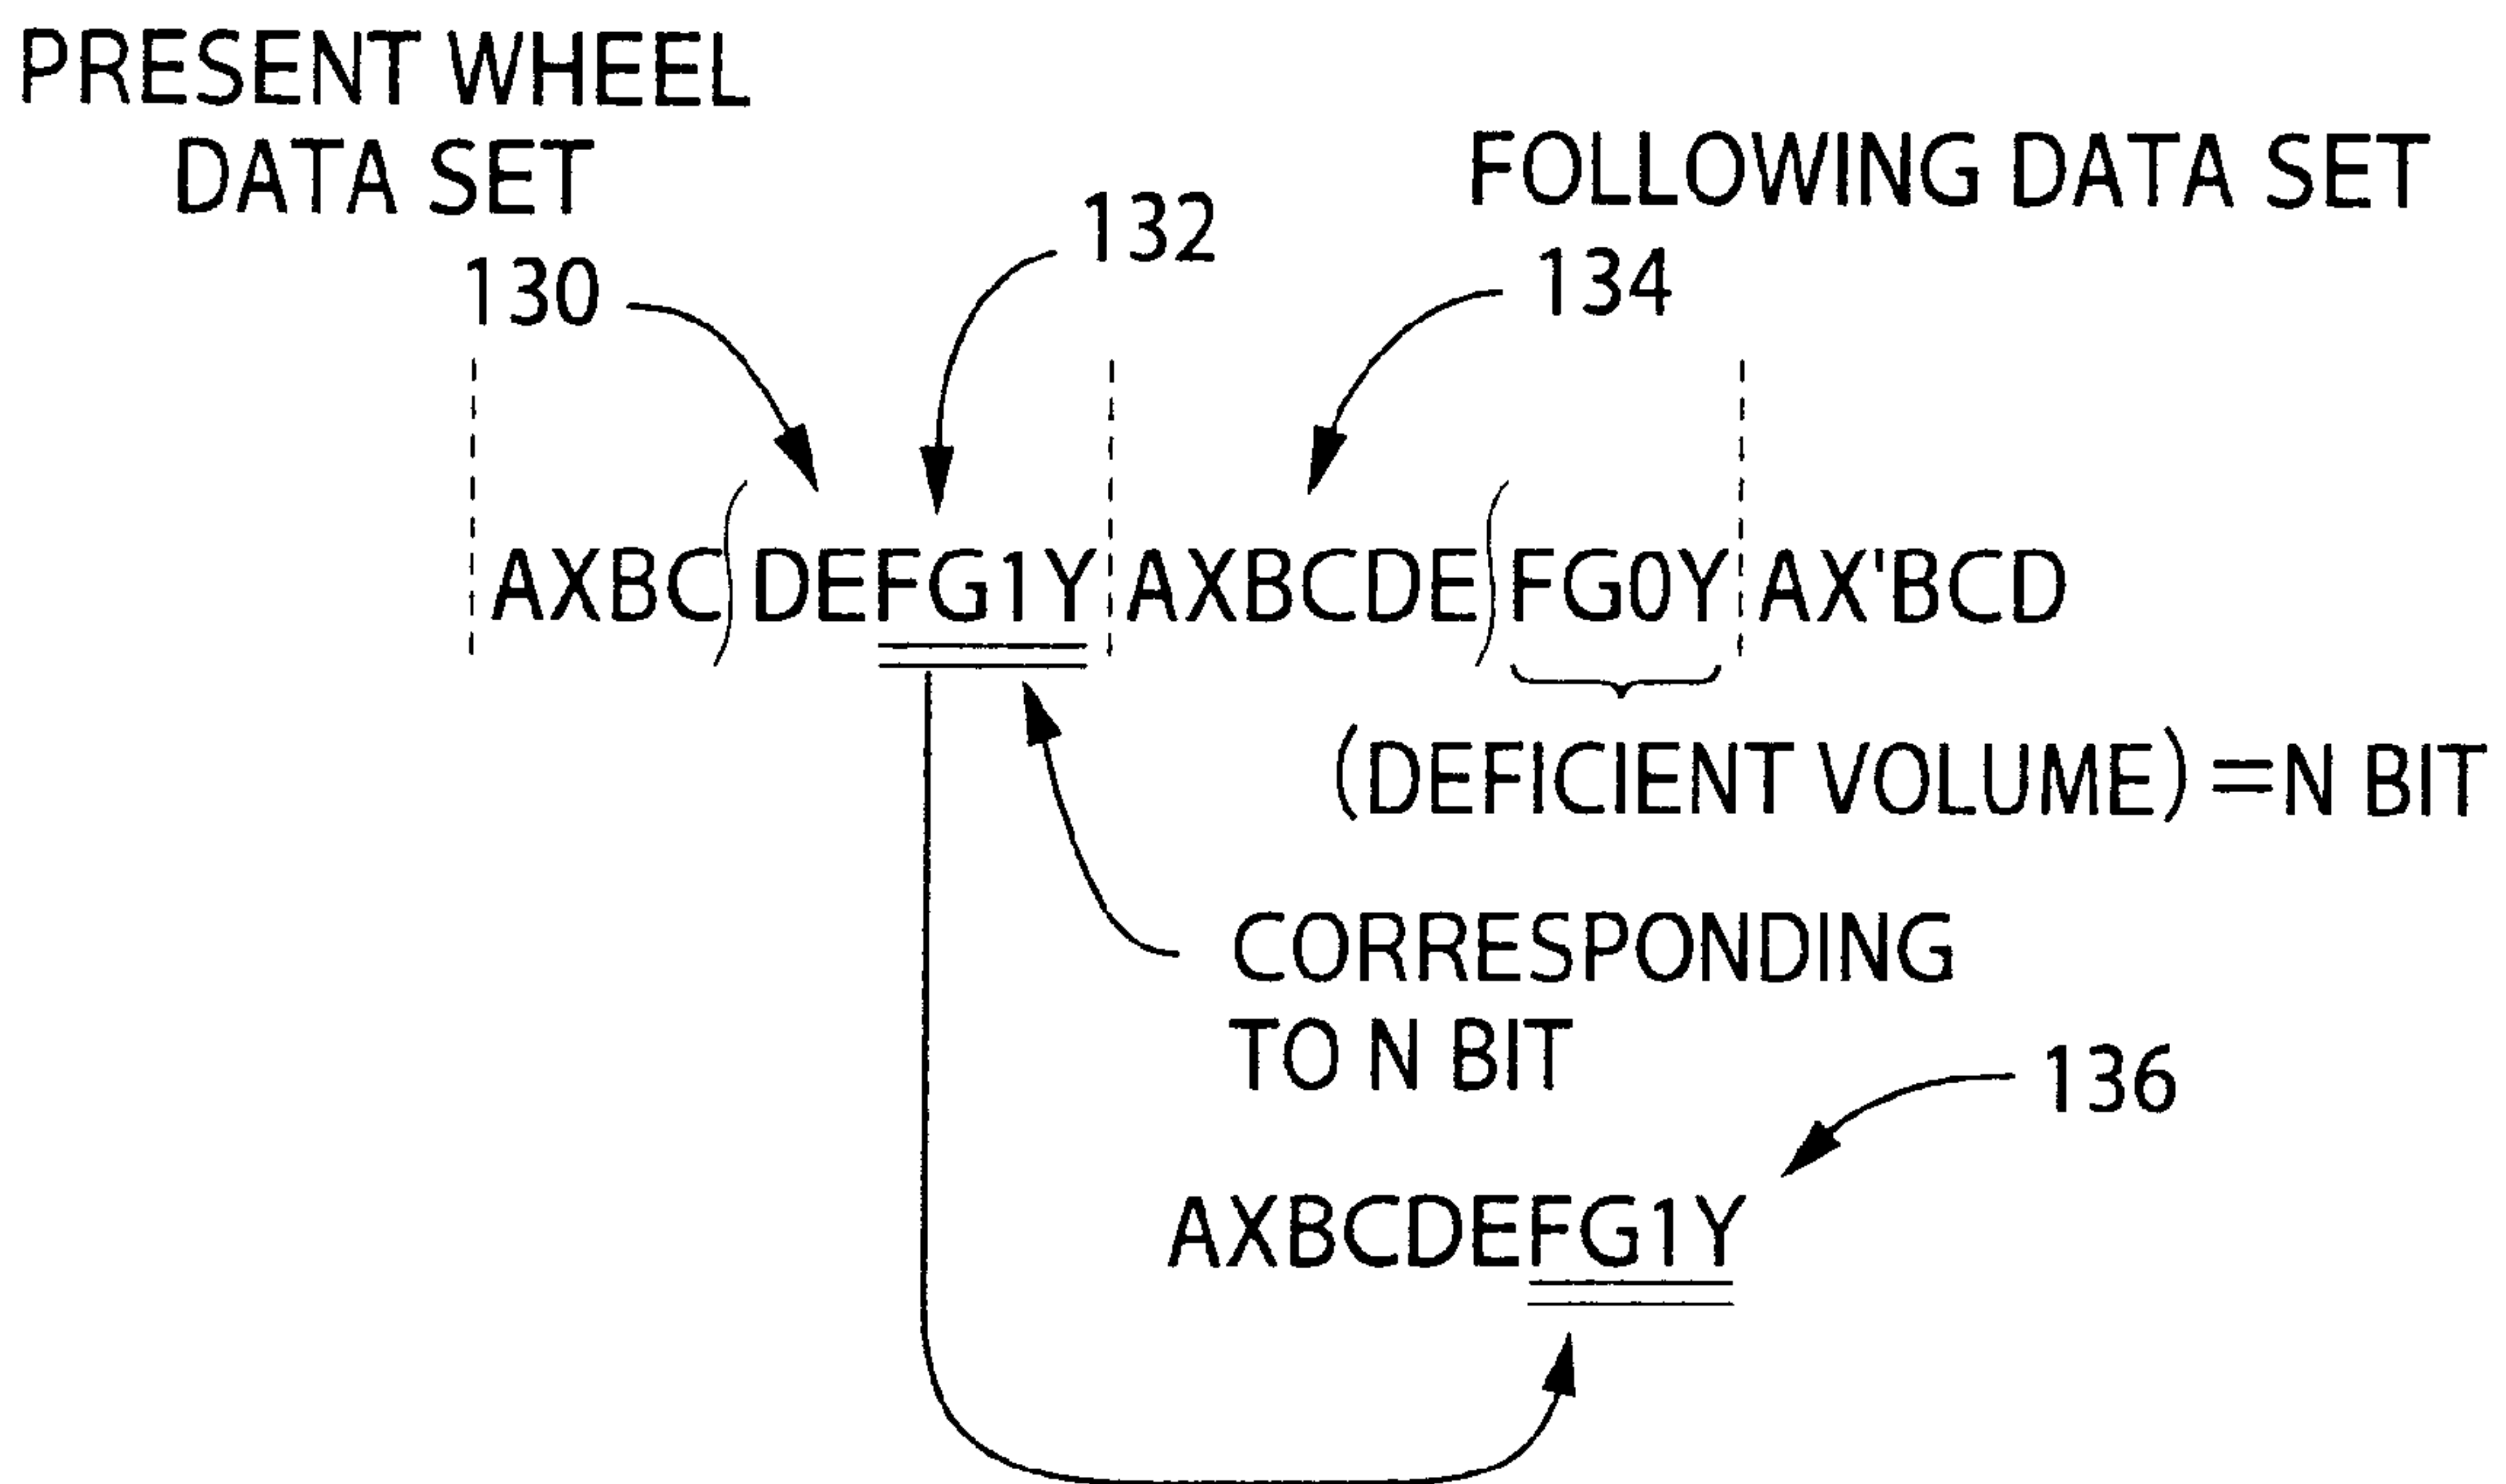 PRESENT WHEEL
DATA SET
FOLLOWING DATA SET
132
130
134
AXBC(DEFG1Y AXBCDE(FG0Y AX'BCD
(DEFICIENT VOLUME)=N BIT
CORRESPONDING
TO N BIT
136
AXBCDEFG1Y